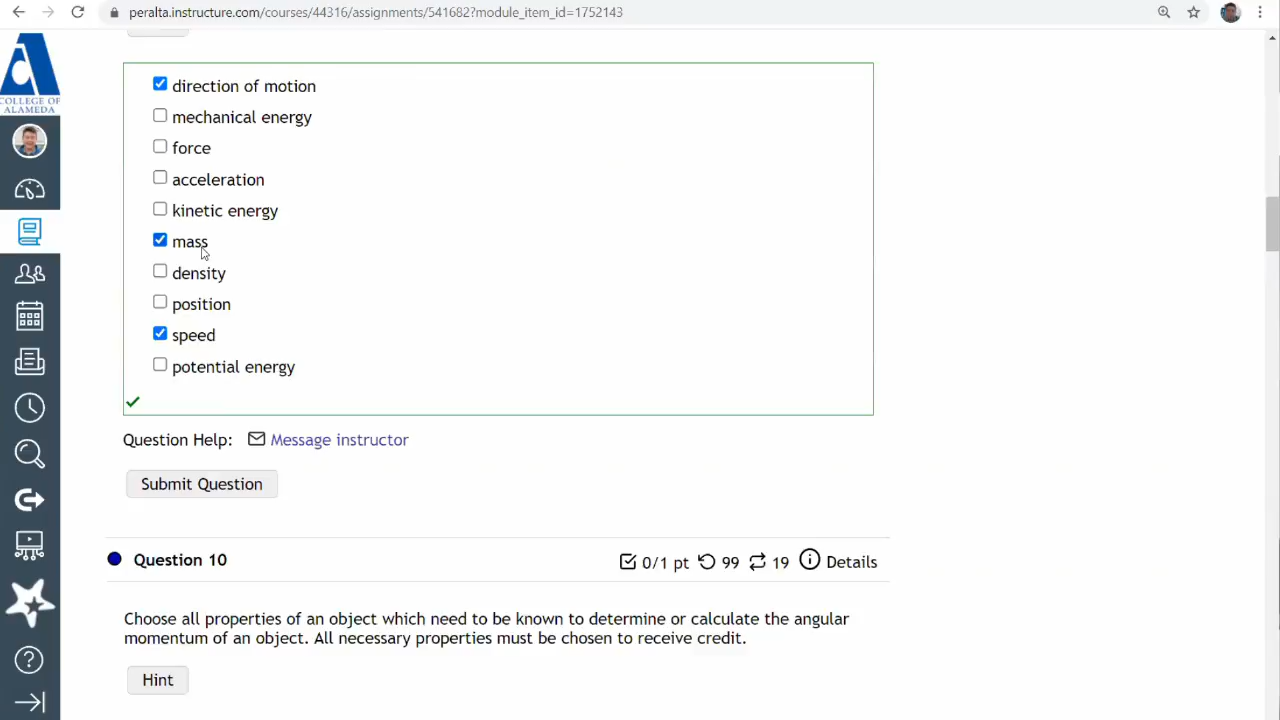 peralta.instructure.com/courses/44316/assignments/541682?module_item_id=1752143
COLLEGE OF
ALAMEDA
direction of motion
mechanical energy
force
acceleration
kinetic energy
mass
density
position
speed
potential energy
Question Help: Message instructor
Submit Question
Question 10
0/1 pt 99 19 Details
Choose all properties of an object which need to be known to determine or calculate the angular
momentum of an object. All necessary properties must be chosen to receive credit.
Hint